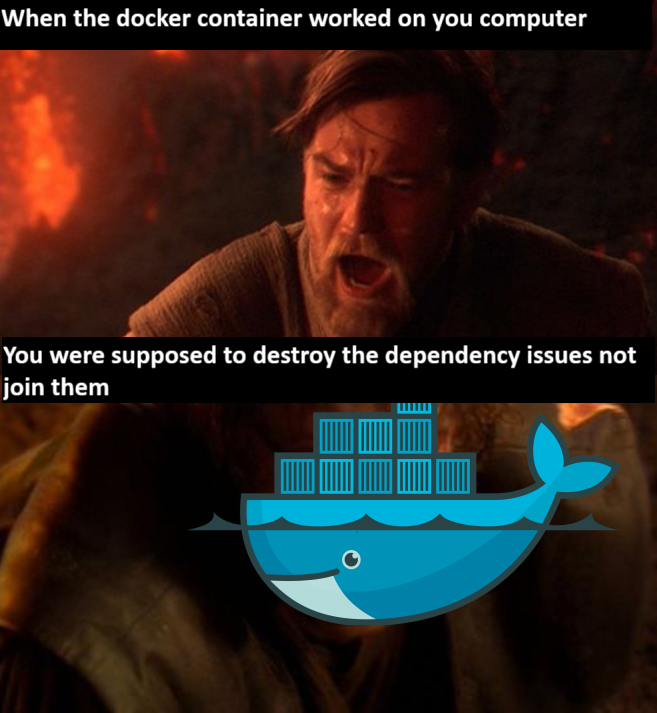 When the docker container worked on you computer
You were supposed to destroy the dependency issues not
join them